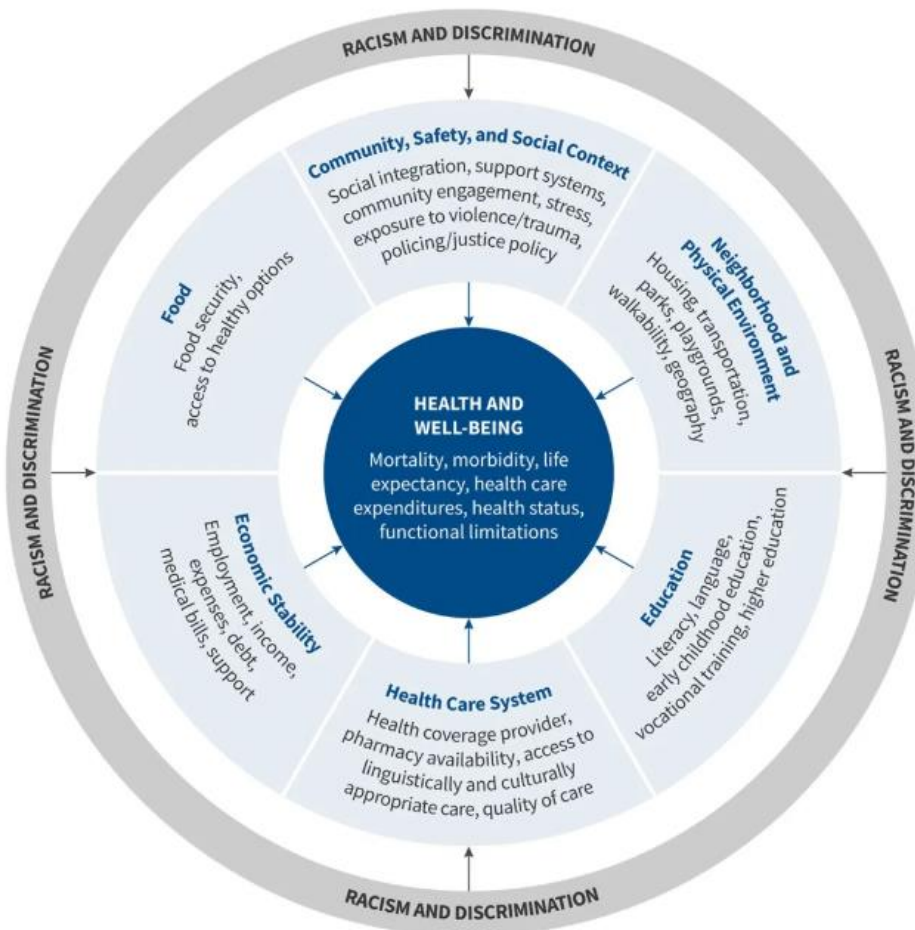 RACISM AND DISCRIMINATION
Community, Safety, and Social Context
Social integration, support systems,
community engagement, stress,
exposure to violence/trauma,
policing/justice policy
Neighborhood and
Physical Environment
Housing, transportation,
parks, playgrounds,
walkability, geography
Food
Food security,
access to healthy options
RACISM AND DISCRIMINATION
RACISM AND DISCRIMINATION
HEALTH AND
WELL-BEING
Mortality, morbidity, life
expectancy, health care
expenditures, health status,
functional limitations
Economic Stability
Employment, income,
expenses, debt,
medical bills, support
Education
Literacy, language,
early childhood education,
vocational training, higher education
Health Care System
Health coverage provider,
pharmacy availability, access to
linguistically and culturally
appropriate care, quality of care
RACISM AND DISCRIMINATION